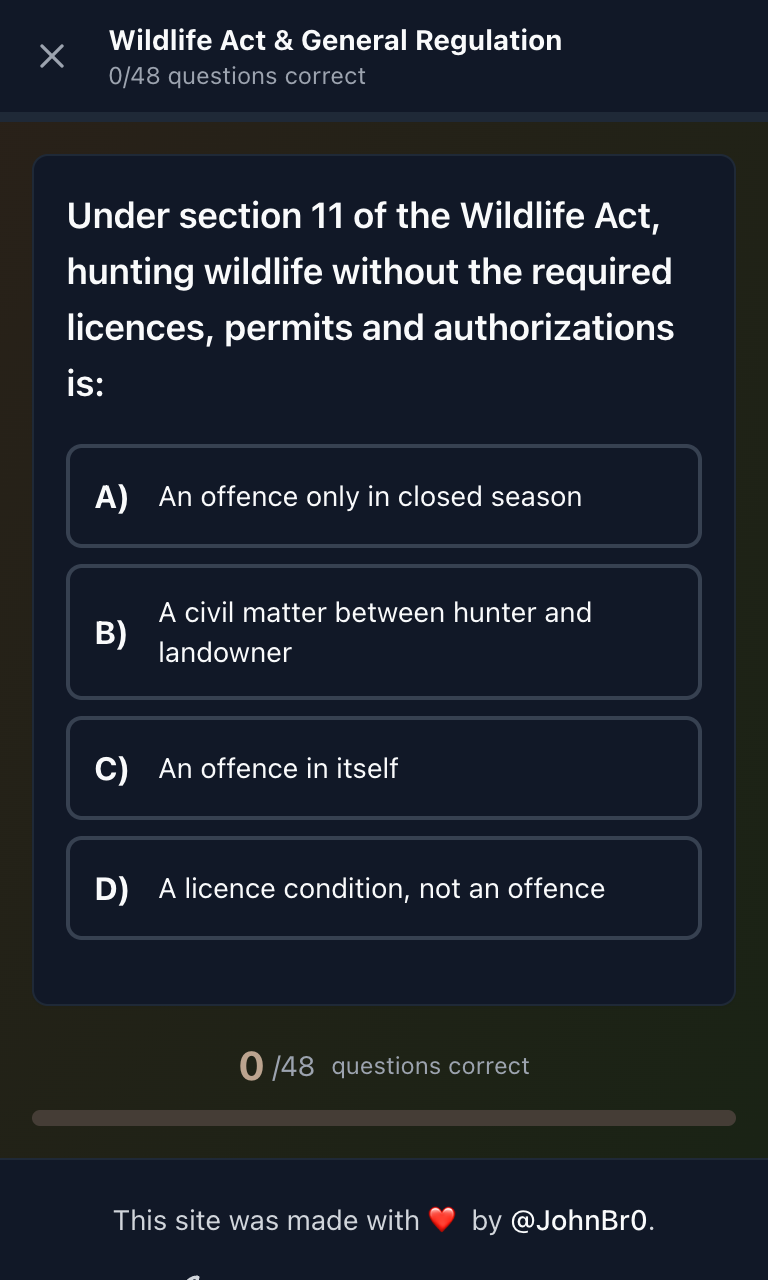 Wildlife Act & General Regulation
0/48 questions correct
Under section 11 of the Wildlife Act,
hunting wildlife without the required
licences, permits and authorizations
is:
A) An offence only in closed season
B) A civil matter between hunter and
landowner
C) An offence in itself
D) A licence condition, not an offence
0 /48 questions correct
This site was made with ❤️ by @JohnBr0.